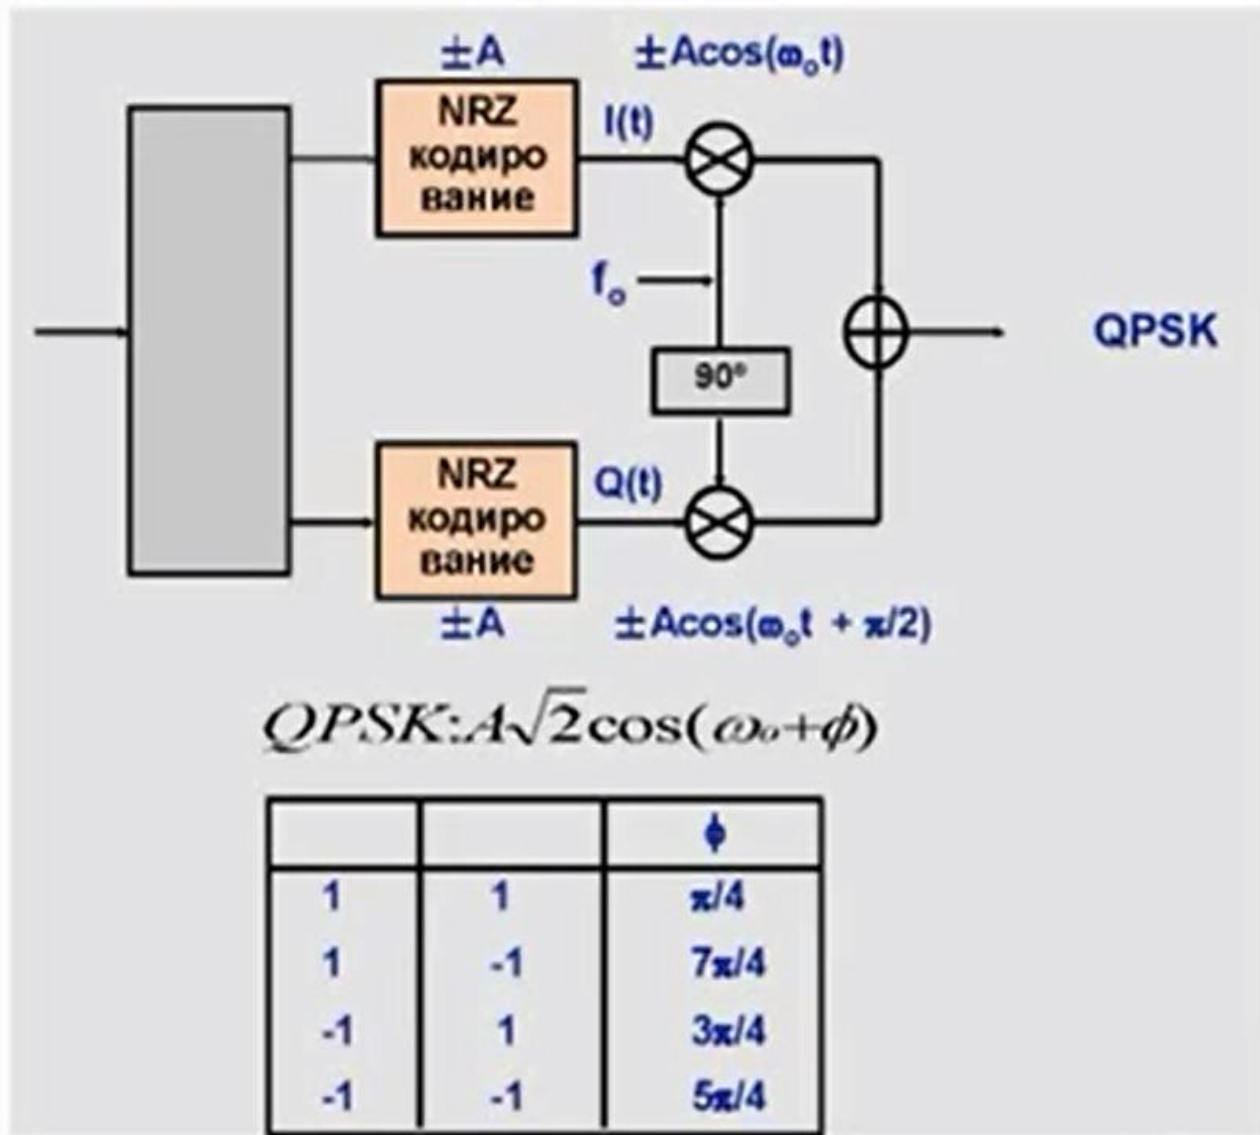 ±A ±Acos(ω₀t)
NRZ
кодиро
вание
I(t)
f₀
90°
QPSK
NRZ
кодиро
вание
Q(t)
±A ±Acos(ω₀t + π/2)
QPSK:A√2cos(ω₀+ϕ)
ϕ
1 1 π/4
1 -1 7π/4
-1 1 3π/4
-1 -1 5π/4